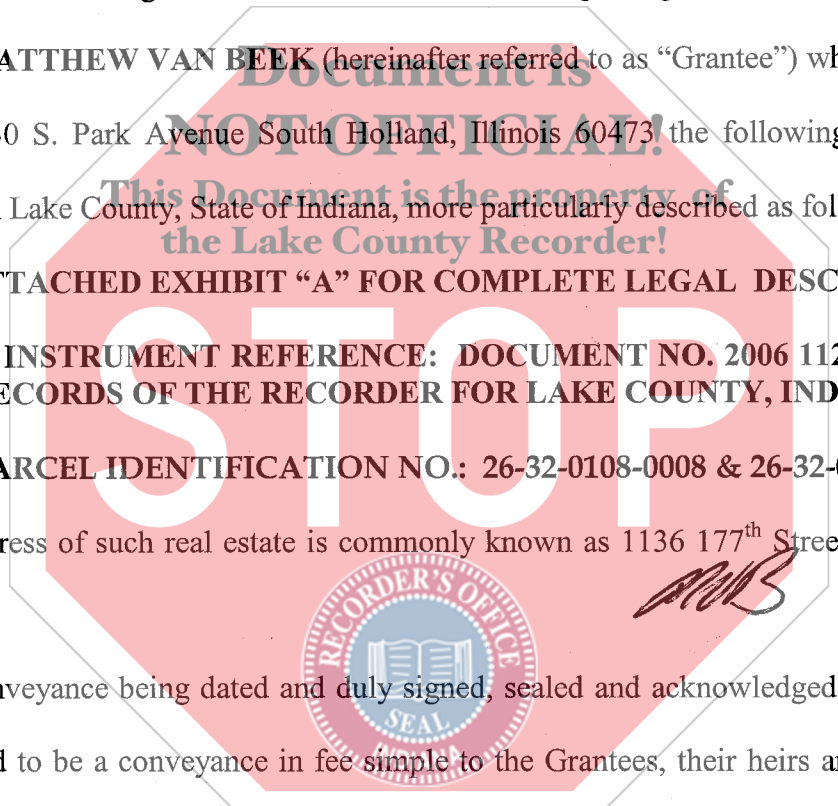 ATTHEW VAN BEEK (hereinafter referred to as “Grantee”) wh
Document is
0 S. Park Avenue South Holland, Illinois 60473 the following
NOT OFFICIAL!
Lake County, State of Indiana, more particularly described as fol
This Document is the property of
the Lake County Recorder!
TTACHED EXHIBIT “A” FOR COMPLETE LEGAL DESC
STOP
INSTRUMENT REFERENCE: DOCUMENT NO. 2006 112
ECORDS OF THE RECORDER FOR LAKE COUNTY, IND
ARCEL IDENTIFICATION NO.: 26-32-0108-0008 & 26-32-
ress of such real estate is commonly known as 1136 177th Stree
MVB
RECORDER'S OFFICE
SEAL
INDIANA
nveyance being dated and duly signed, sealed and acknowledged
d to be a conveyance in fee simple to the Grantees, their heirs a